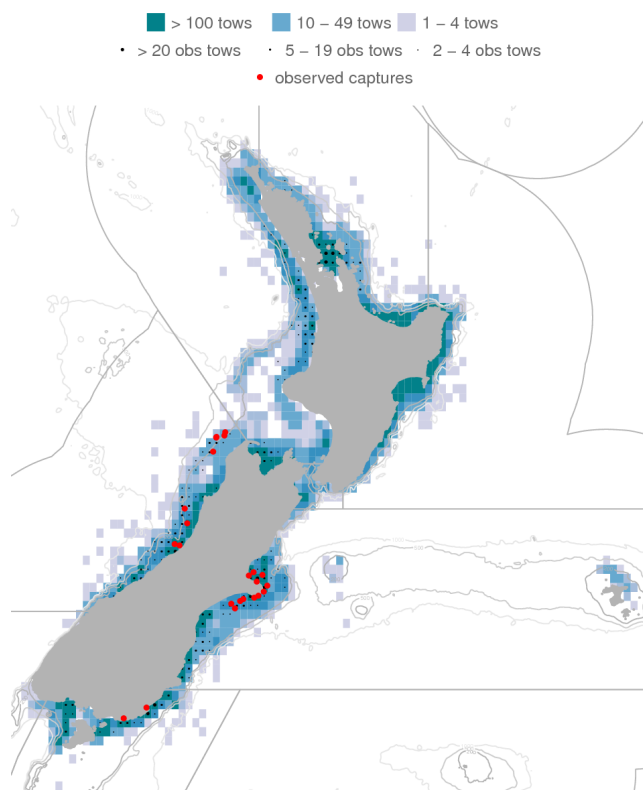 > 100 tows 10 − 49 tows 1 − 4 tows
> 20 obs tows 5 − 19 obs tows 2 − 4 obs tows
observed captures